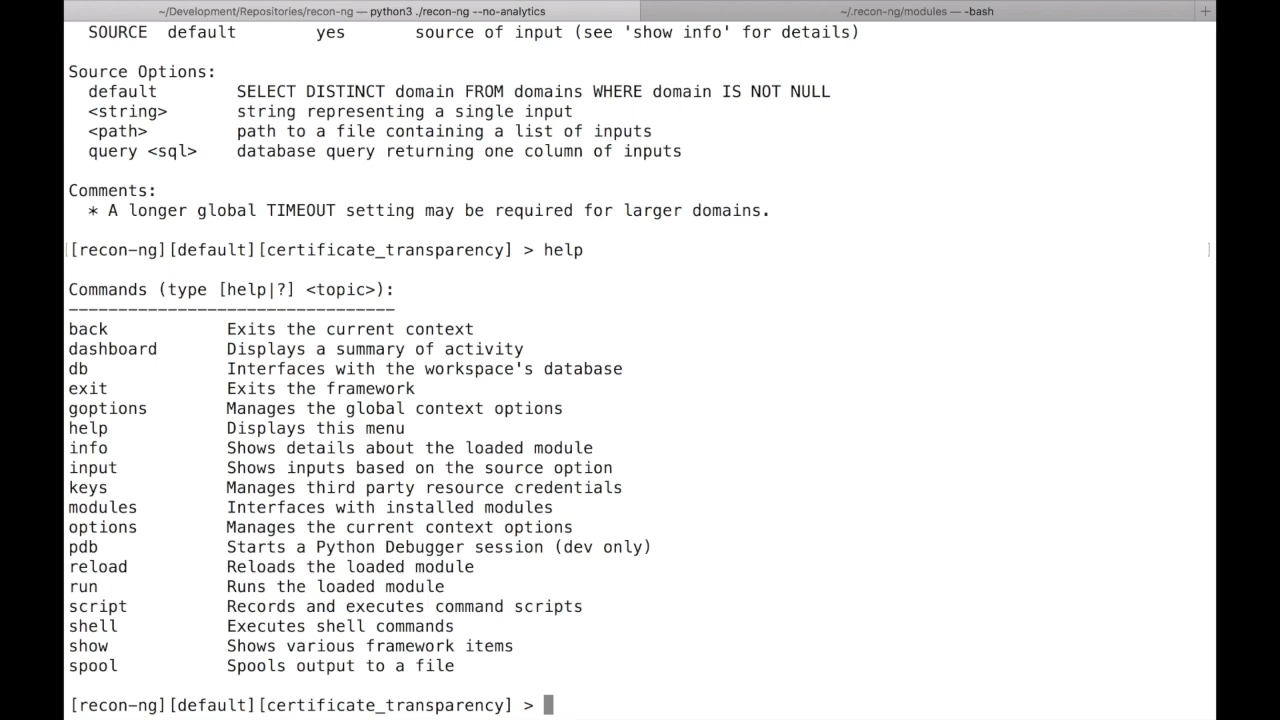 ~/Development/Repositories/recon-ng — python3 ./recon-ng --no-analytics
~/.recon-ng/modules — -bash
+
SOURCE  default        yes       source of input (see 'show info' for details)
Source Options:
default        SELECT DISTINCT domain FROM domains WHERE domain IS NOT NULL
<string>       string representing a single input
<path>         path to a file containing a list of inputs
query <sql>    database query returning one column of inputs
Comments:
* A longer global TIMEOUT setting may be required for larger domains.
[recon-ng][default][certificate_transparency] > help
Commands (type [help|?] <topic>):
---------------------------------
back            Exits the current context
dashboard       Displays a summary of activity
db              Interfaces with the workspace's database
exit            Exits the framework
goptions        Manages the global context options
help            Displays this menu
info            Shows details about the loaded module
input           Shows inputs based on the source option
keys            Manages third party resource credentials
modules         Interfaces with installed modules
options         Manages the current context options
pdb             Starts a Python Debugger session (dev only)
reload          Reloads the loaded module
run             Runs the loaded module
script          Records and executes command scripts
shell           Executes shell commands
show            Shows various framework items
spool           Spools output to a file
[recon-ng][default][certificate_transparency] >